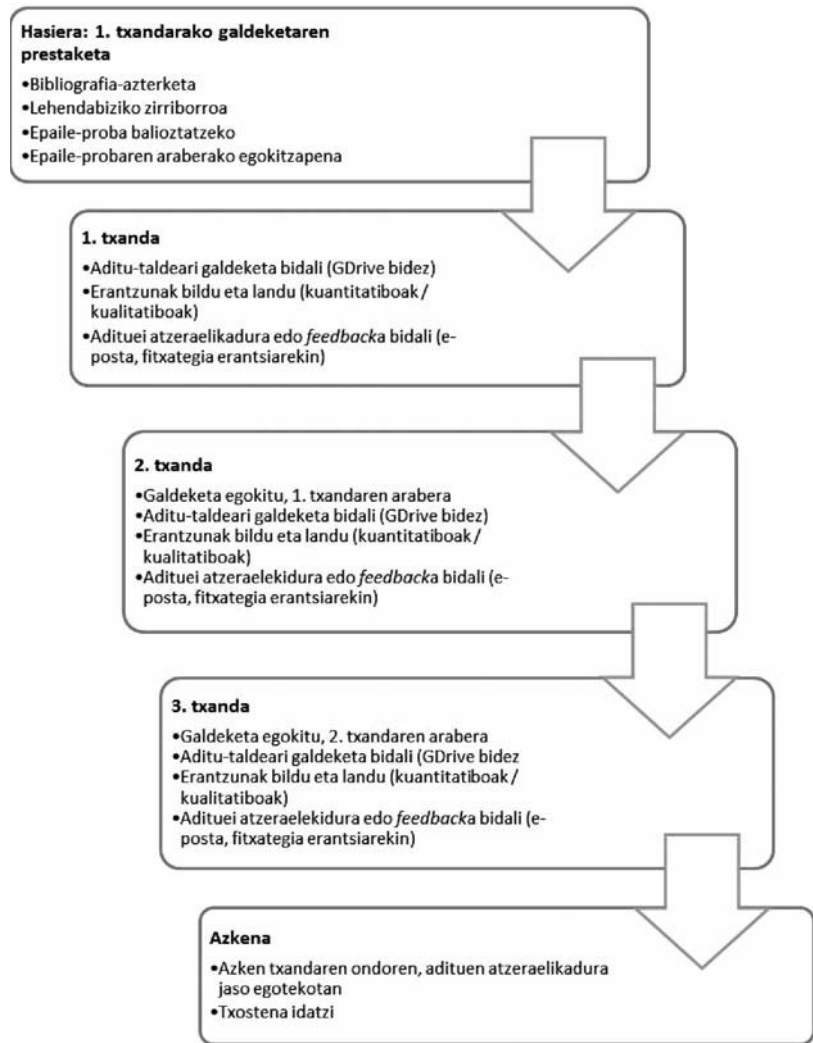 Hasiera: 1. txandarako galdeketaren
prestaketa
•Bibliografia-azterketa
•Lehendabiziko zirriborroa
•Epaile-proba balioztatzeko
•Epaile-probaren araberako egokitzapena
1. txanda
•Aditu-taldeari galdeketa bidali (GDrive bidez)
•Erantzunak bildu eta landu (kuantitatiboak/
kualitatiboak)
•Adituei atzeraelikadura edo feedbacka bidali (e-
posta, fitxategia erantsiarekin)
2. txanda
•Galdeketa egokitu, 1. txandaren arabera
•Aditu-taldeari galdeketa bidali (GDrive bidez)
•Erantzunak bildu eta landu (kuantitatiboak/
kualitatiboak)
•Adituei atzeraelekidura edo feedbacka bidali (e-
posta, fitxategia erantsiarekin)
3. txanda
•Galdeketa egokitu, 2. txandaren arabera
•Aditu-taldeari galdeketa bidali (GDrive bidez
•Erantzunak bildu eta landu (kuantitatiboak/
kualitatiboak)
•Adituei atzeraelekidura edo feedbacka bidali (e-
posta, fitxategia erantsiarekin)
Azkena
•Azken txandaren ondoren, adituen atzeraelikadura
jaso egotekotan
•Txostena idatzi